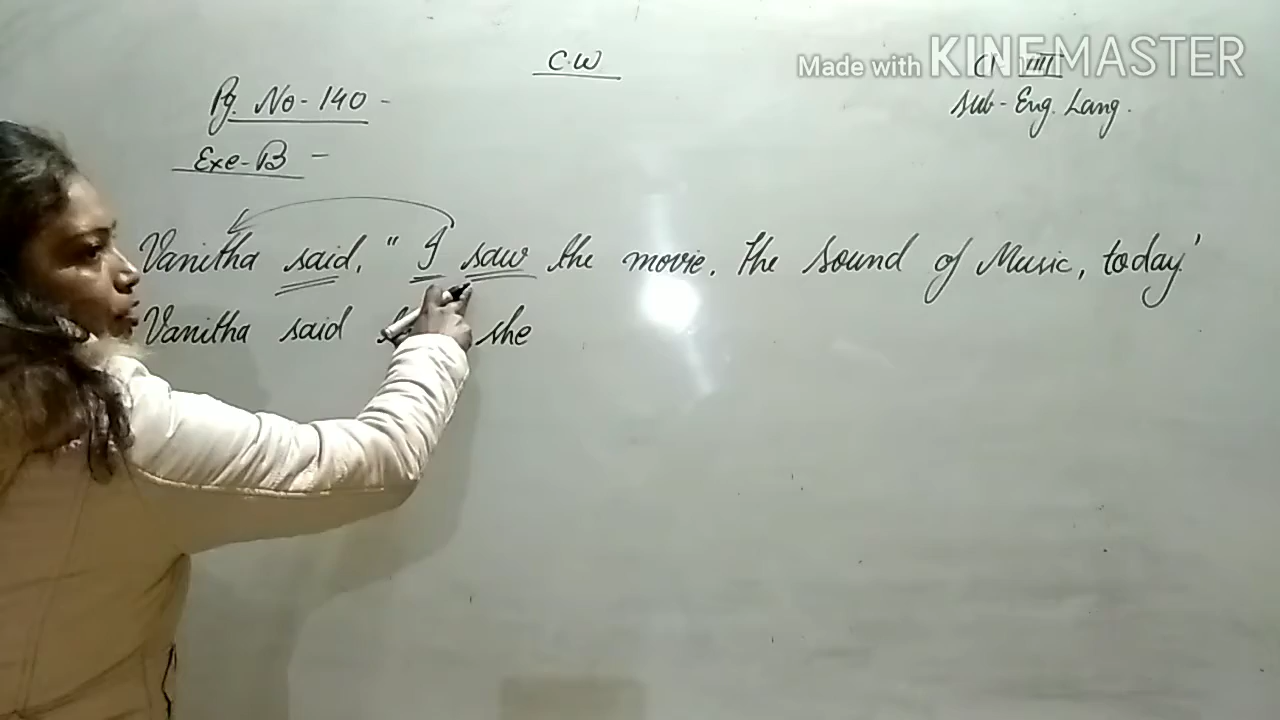 C.W
Made with KINEMASTER
VIII
Pg. No - 140 -
Sub - Eng. Lang.
Exe - B -
Vanitha said, " I saw the movie, The Sound of Music, today."
Vanitha said she